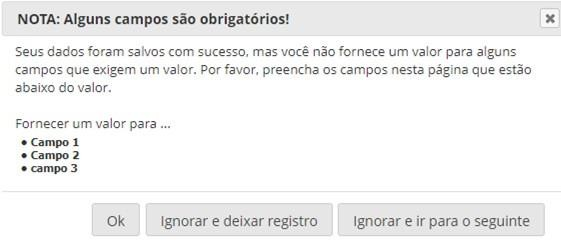 NOTA: Alguns campos são obrigatórios!
Seus dados foram salvos com sucesso, mas você não fornece um valor para alguns
campos que exigem um valor. Por favor, preencha os campos nesta página que estão
abaixo do valor.
Fornecer um valor para ...
• Campo 1
• Campo 2
• campo 3
Ok
Ignorar e deixar registro
Ignorar e ir para o seguinte